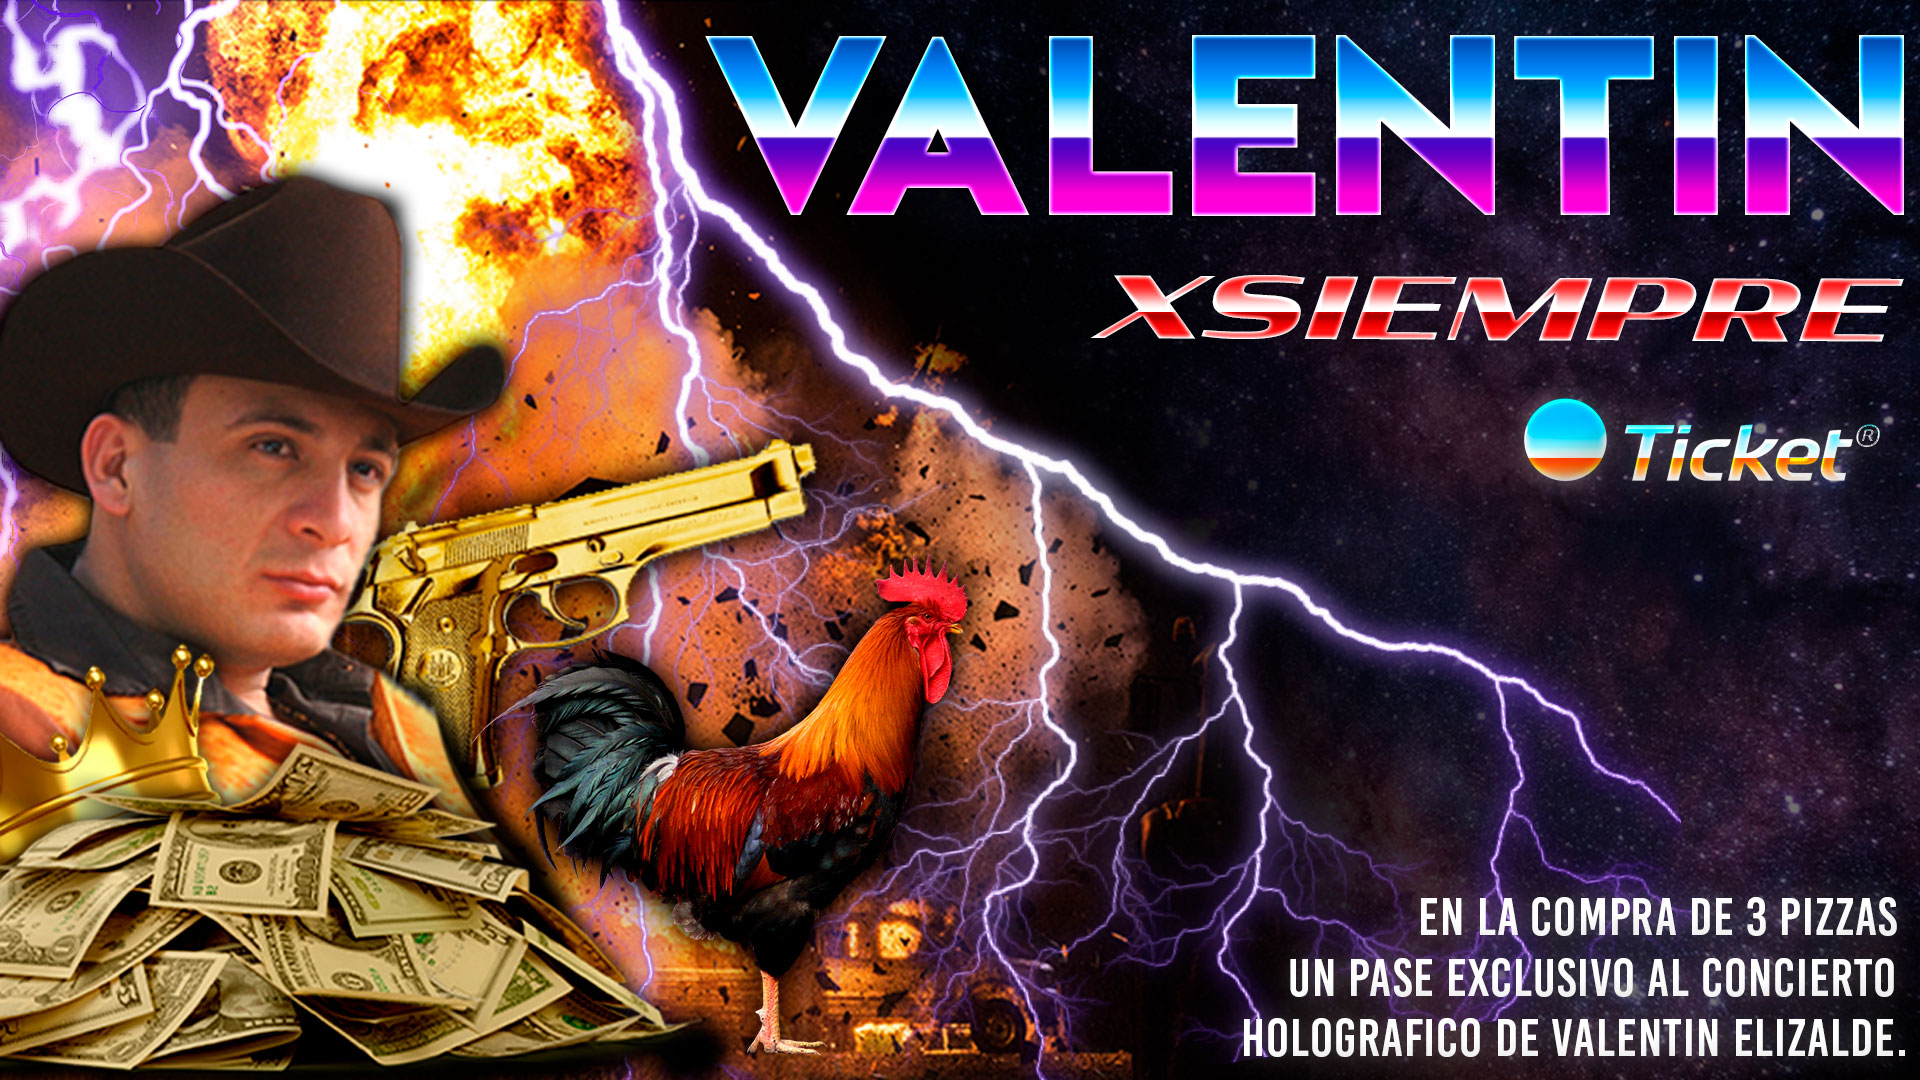 VALENTIN
XSIEMPRE
Ticket®
EN LA COMPRA DE 3 PIZZAS
UN PASE EXCLUSIVO AL CONCIERTO
HOLOGRAFICO DE VALENTIN ELIZALDE.